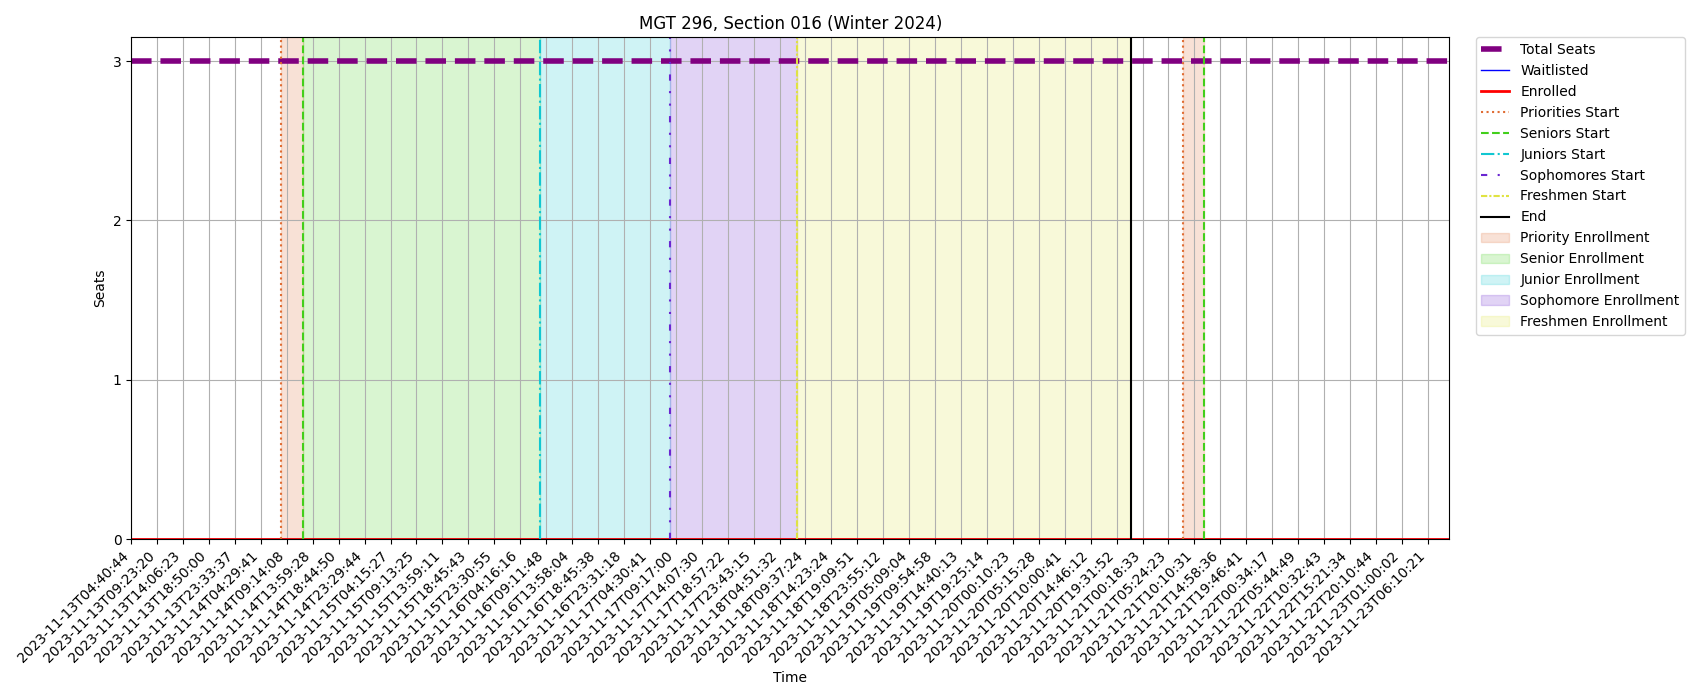 MGT 296, Section 016 (Winter 2024)
Seats
3
2
1
0
2023-11-13T04:40:44
2023-11-13T09:23:20
2023-11-13T14:06:23
2023-11-13T18:50:00
2023-11-13T23:33:37
2023-11-14T04:29:41
2023-11-14T09:14:08
2023-11-14T13:59:28
2023-11-14T18:44:50
2023-11-14T23:29:44
2023-11-15T04:15:27
2023-11-15T09:13:25
2023-11-15T13:59:11
2023-11-15T18:45:43
2023-11-15T23:30:55
2023-11-16T04:16:16
2023-11-16T09:11:48
2023-11-16T13:58:04
2023-11-16T18:45:38
2023-11-16T23:31:18
2023-11-17T04:30:41
2023-11-17T09:17:00
2023-11-17T14:07:30
2023-11-17T18:57:22
2023-11-17T23:43:15
2023-11-18T04:51:32
2023-11-18T09:37:24
2023-11-18T14:23:24
2023-11-18T19:09:51
2023-11-18T23:55:12
2023-11-19T05:09:04
2023-11-19T09:54:58
2023-11-19T14:40:13
2023-11-19T19:25:14
2023-11-20T00:10:23
2023-11-20T05:15:28
2023-11-20T10:00:41
2023-11-20T14:46:12
2023-11-20T19:31:52
2023-11-21T00:18:33
2023-11-21T05:24:23
2023-11-21T10:10:31
2023-11-21T14:58:36
2023-11-21T19:46:41
2023-11-22T00:34:17
2023-11-22T05:44:49
2023-11-22T10:32:43
2023-11-22T15:21:34
2023-11-22T20:10:44
2023-11-23T01:00:02
2023-11-23T06:10:21
Time
Total Seats
Waitlisted
Enrolled
Priorities Start
Seniors Start
Juniors Start
Sophomores Start
Freshmen Start
End
Priority Enrollment
Senior Enrollment
Junior Enrollment
Sophomore Enrollment
Freshmen Enrollment